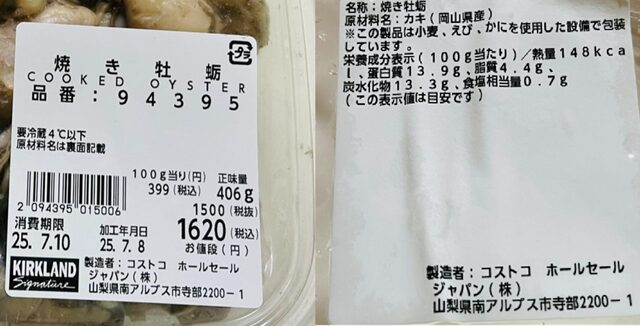 プラ
焼き牡蛎
COOKED OYSTER
品番：94395
要冷蔵4℃以下
原材料名は裏面記載
100g当り(円) 正味量
399(税込) 406g
1500(税抜)
2 094395 015006
消費期限 加工年月日 1620(税込)
25. 7.10 25. 7. 8 お値段(円)
KIRKLAND
Signature
製造者：コストコ ホールセール
ジャパン(株)
山梨県南アルプス市寺部2200－1
名称：焼き牡蛎
原材料名：カキ(岡山県産)
※この製品は小麦、えび、かにを使用した設備で包装
しています。
栄養成分表示(100g当たり)／熱量148kca
l、蛋白質13.9g、脂質4.4g、
炭水化物13.3g、食塩相当量0.7g
(この表示値は目安です)
製造者：コストコ ホールセール
ジャパン(株)
山梨県南アルプス市寺部2200－1